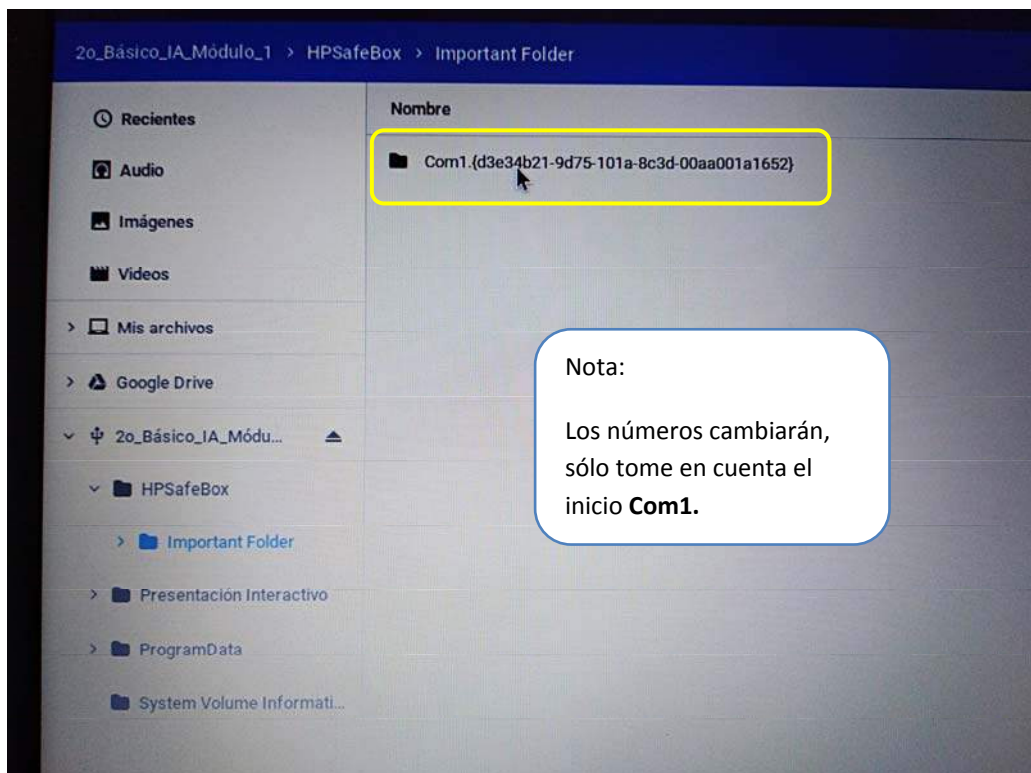 2o_Básico_IA_Módulo_1 > HPSafeBox > Important Folder
Recientes
Audio
Imágenes
Videos
Mis archivos
Google Drive
2o_Básico_IA_Módu...
HPSafeBox
Important Folder
Presentación Interactivo
ProgramData
System Volume Informati...
Nombre
Com1.{d3e34b21-9d75-101a-8c3d-00aa001a1652}
Nota:
Los números cambiarán,
sólo tome en cuenta el
inicio Com1.